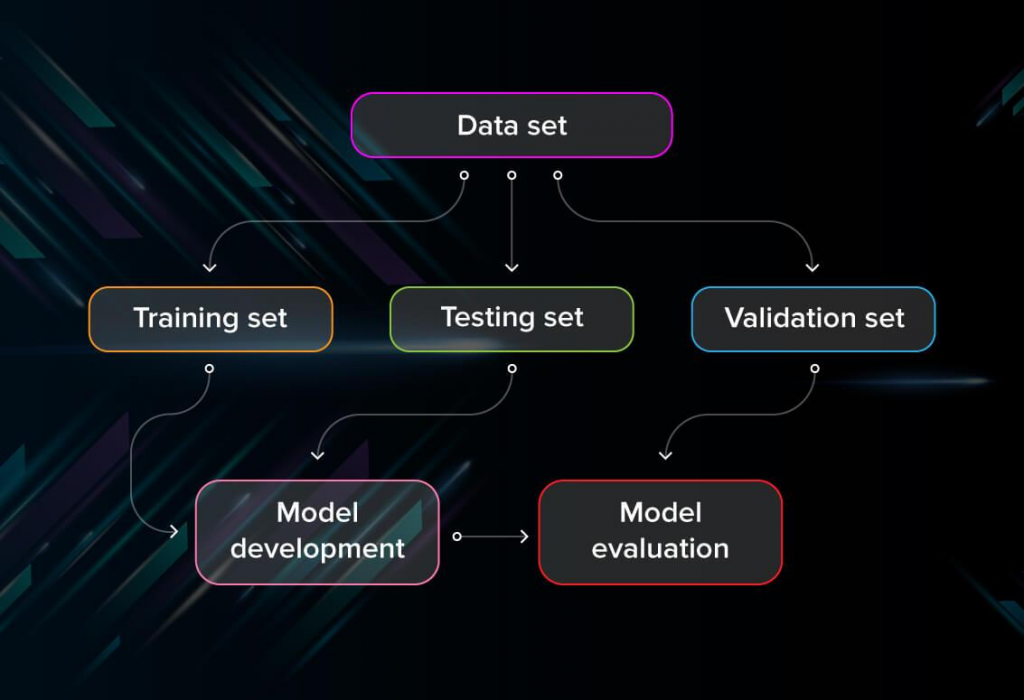 Data set
Training set
Testing set
Validation set
Model
development
Model
evaluation